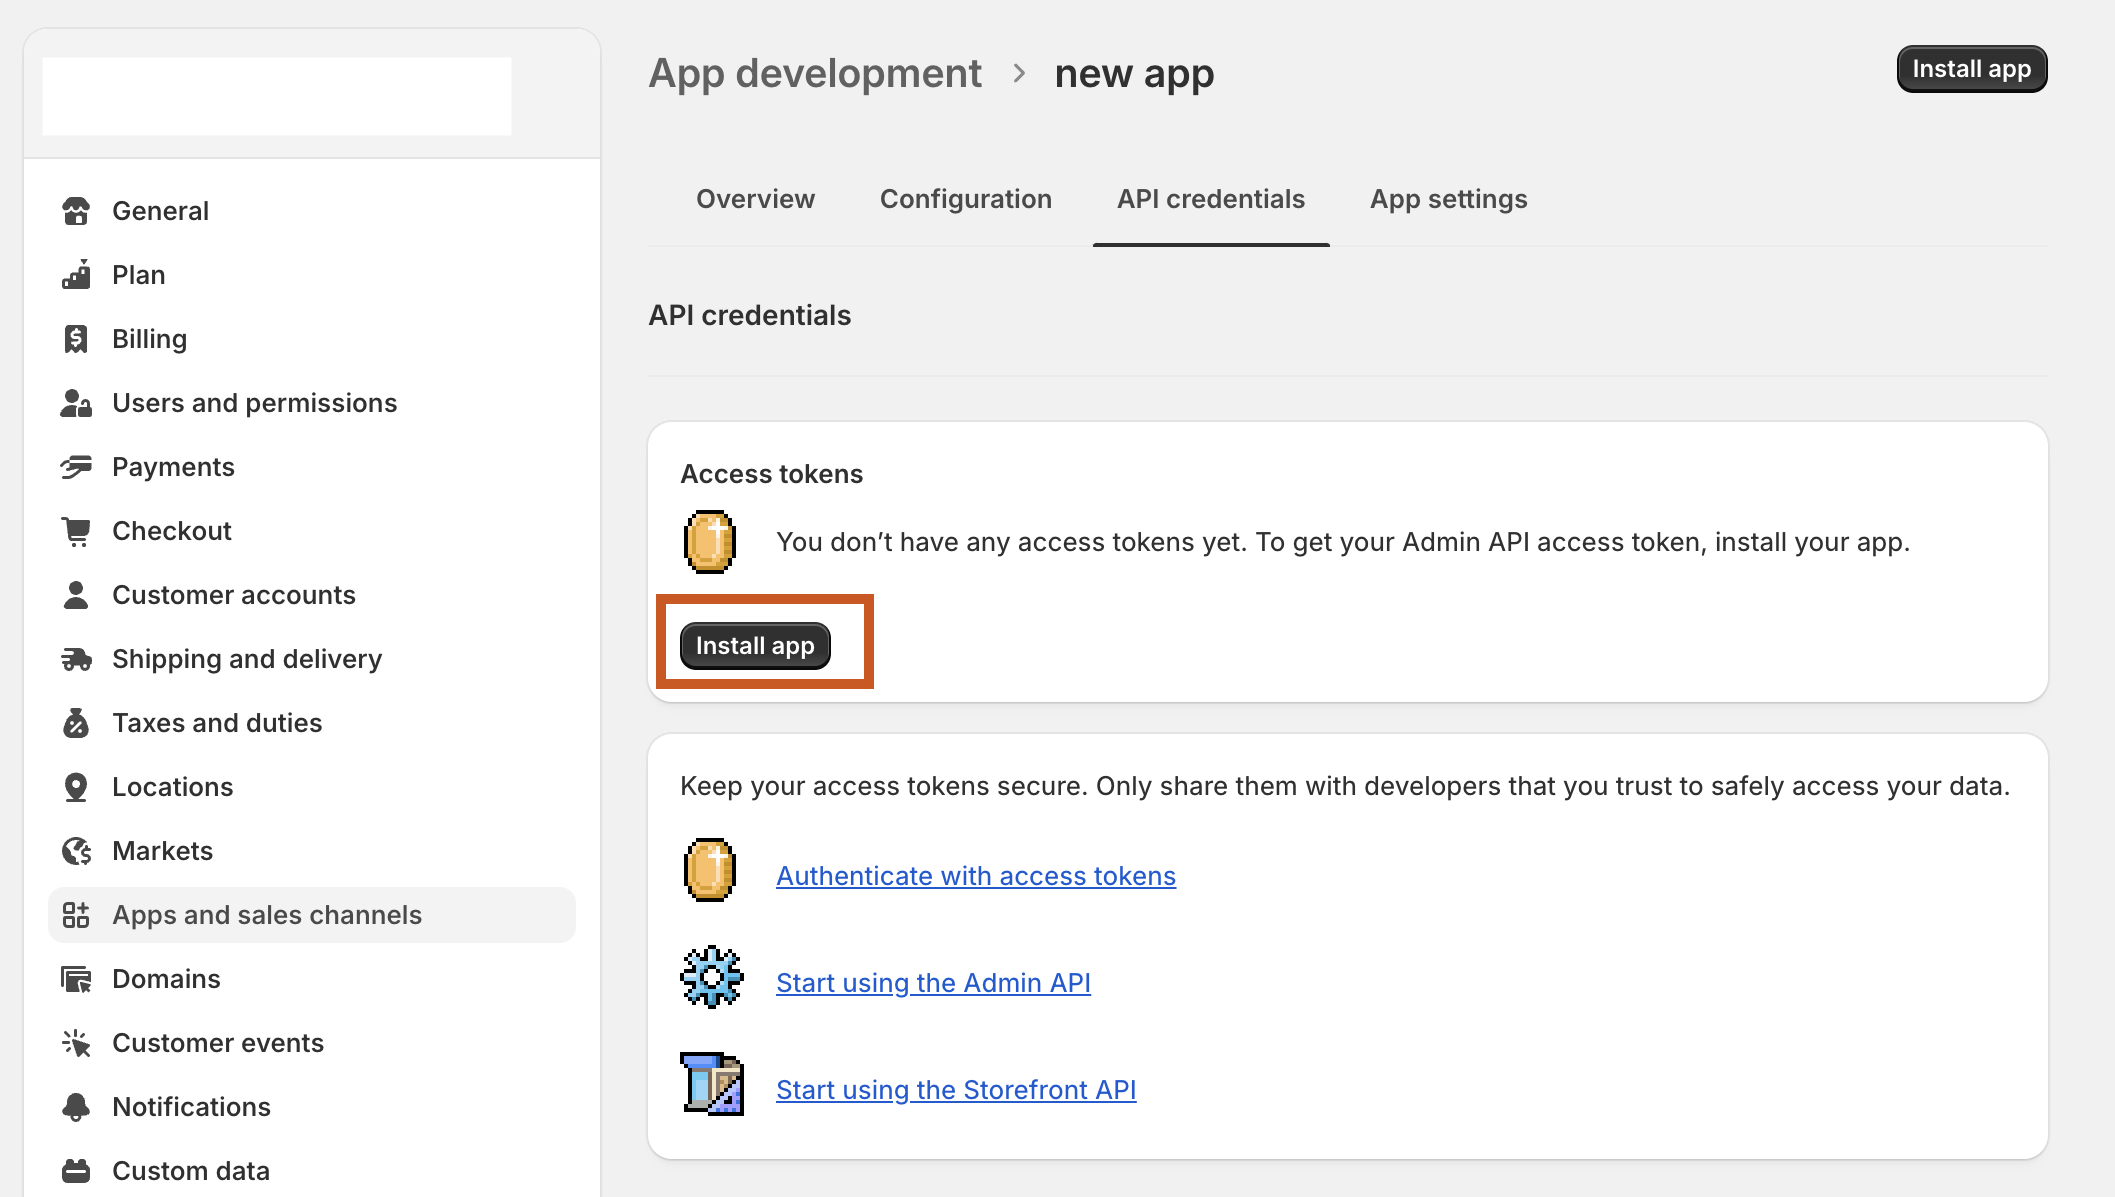 General
Plan
Billing
Users and permissions
Payments
Checkout
Customer accounts
Shipping and delivery
Taxes and duties
Locations
Markets
Apps and sales channels
Domains
Customer events
Notifications
Custom data
App development > new app
Install app
Overview
Configuration
API credentials
App settings
API credentials
Access tokens
You don’t have any access tokens yet. To get your Admin API access token, install your app.
Install app
Keep your access tokens secure. Only share them with developers that you trust to safely access your data.
Authenticate with access tokens
Start using the Admin API
Start using the Storefront API